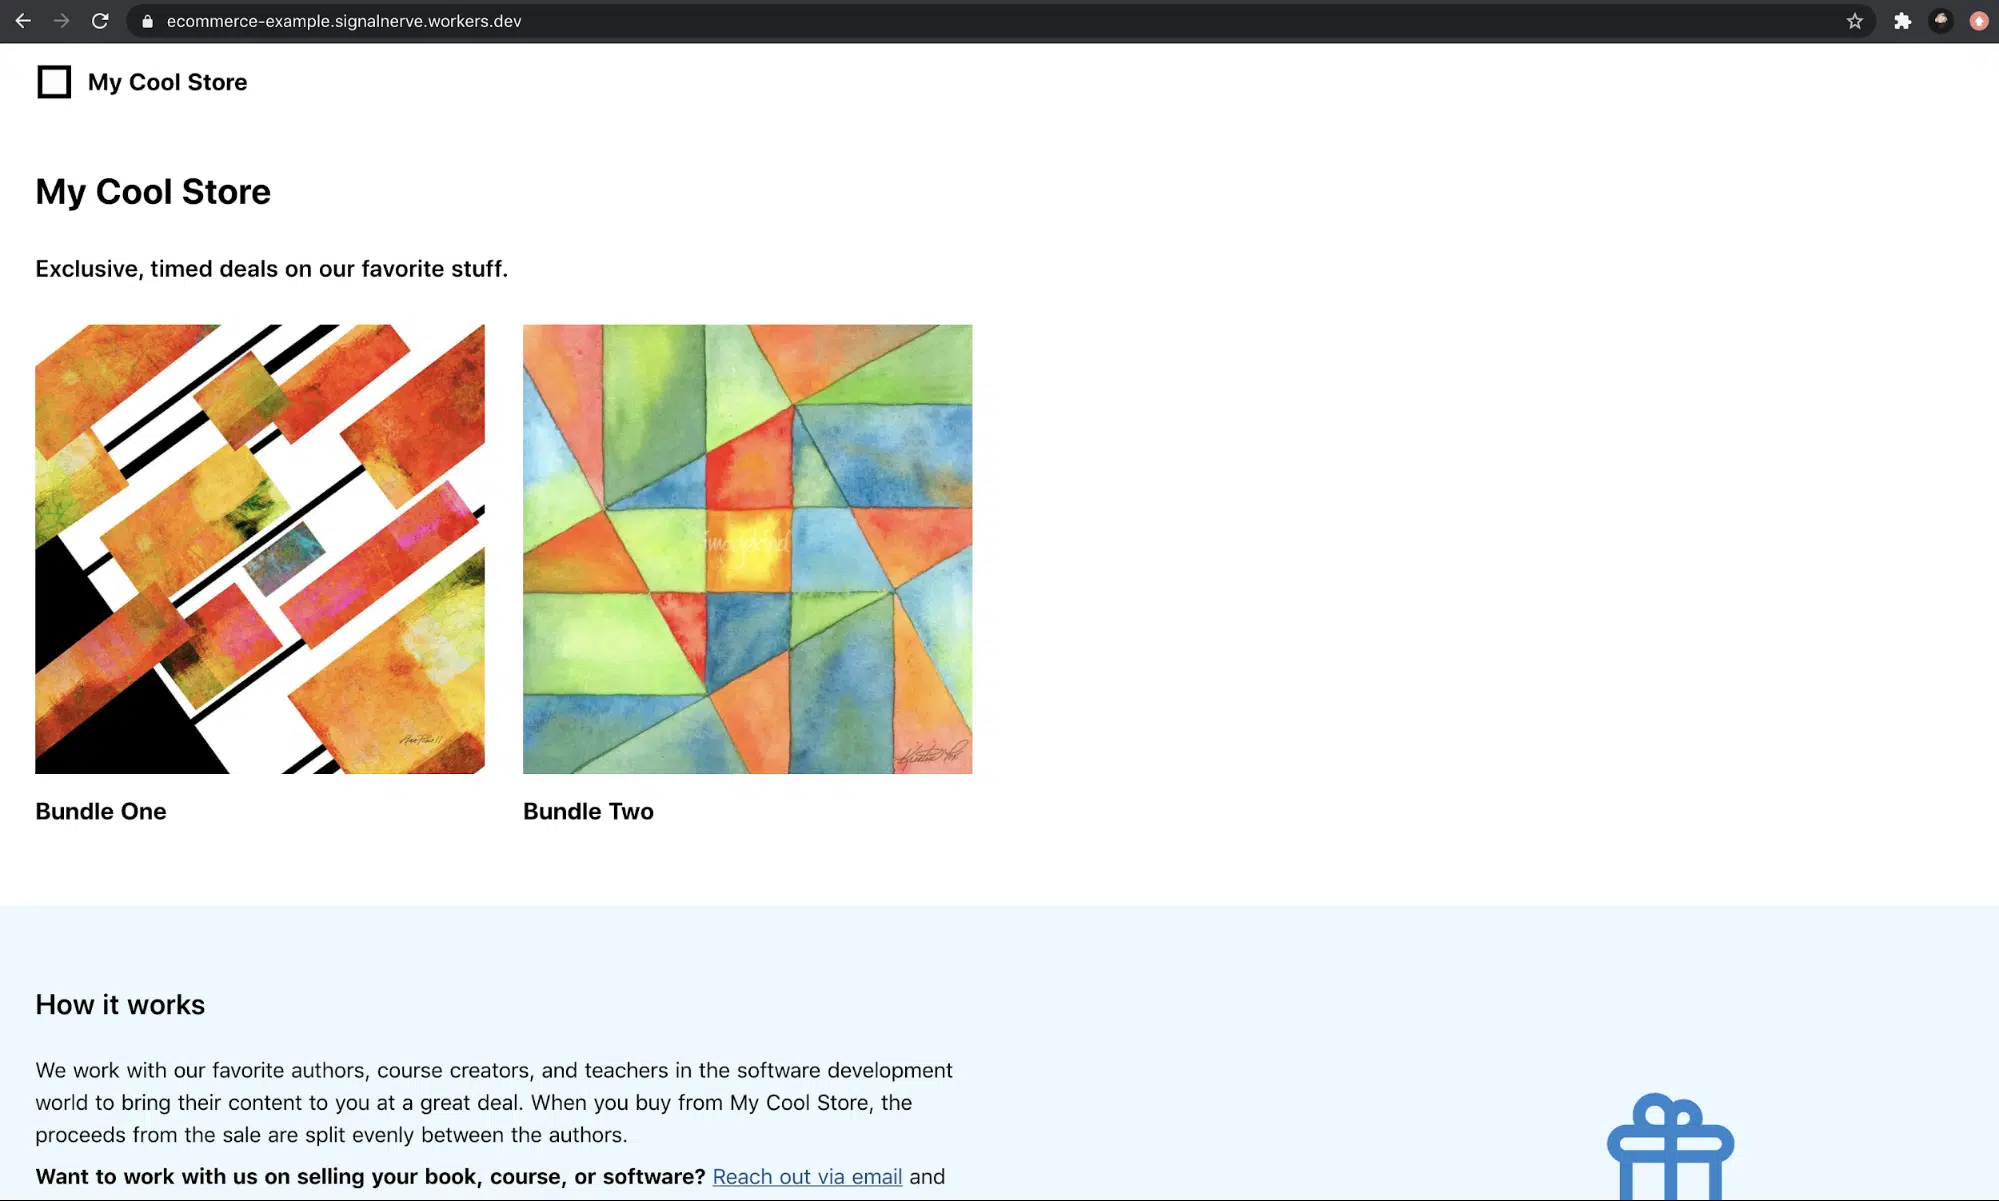 ecommerce-example.signalnerve.workers.dev
My Cool Store
My Cool Store
Exclusive, timed deals on our favorite stuff.
imagekind
Bundle One
Bundle Two
How it works
We work with our favorite authors, course creators, and teachers in the software development
world to bring their content to you at a great deal. When you buy from My Cool Store, the
proceeds from the sale are split evenly between the authors.
Want to work with us on selling your book, course, or software? Reach out via email and